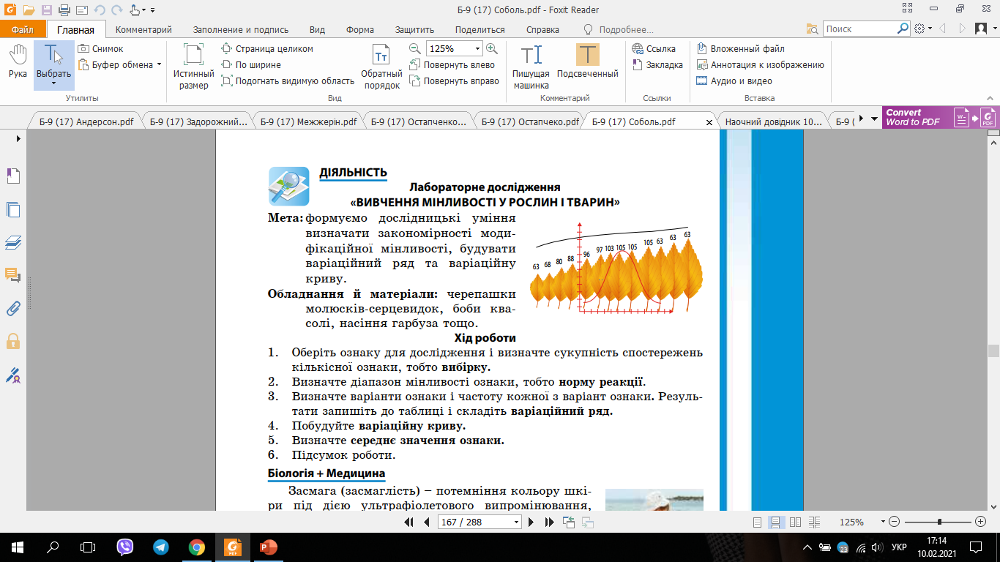 Б-9 (17) Соболь.pdf - Foxit Reader
Файл Главная Комментарий Заполнение и подпись Вид Форма Защитить Поделиться Справка Подробнее... Поиск
Рука
Выбрать
Снимок
Буфер обмена
Утилиты
Истинный размер
Страница целиком
По ширине
Подогнать видимую область
Обратный порядок
125%
Повернуть влево
Повернуть вправо
Вид
Пишущая машинка
Подсвеченный
Комментарий
Ссылка
Закладка
Ссылки
Вложенный файл
Аннотация к изображению
Аудио и видео
Вставка
Б-9 (17) Андерсон.pdf Б-9 (17) Задорожний... Б-9 (17) Межжерін.pdf Б-9 (17) Остапченко... Б-9 (17) Остапчеко.pdf Б-9 (17) Соболь.pdf Наочний довідник 10... Б-9 (
Convert
Word to PDF
W
PDF
ДІЯЛЬНІСТЬ
Лабораторне дослідження
«ВИВЧЕННЯ МІНЛИВОСТІ У РОСЛИН І ТВАРИН»
Мета: формуємо дослідницькі уміння
визначати закономірності моди-
фікаційної мінливості, будувати
варіаційний ряд та варіаційну
криву.
Обладнання й матеріали: черепашки
молюсків-серцевидок, боби ква-
солі, насіння гарбуза тощо.
63 68 80 88 96 97 103 105 105 105 63 63 63
Хід роботи
1. Оберіть ознаку для дослідження і визначте сукупність спостережень
кількісної ознаки, тобто вибірку.
2. Визначте діапазон мінливості ознаки, тобто норму реакції.
3. Визначте варіанти ознаки і частоту кожної з варіант ознаки. Резуль-
тати запишіть до таблиці і складіть варіаційний ряд.
4. Побудуйте варіаційну криву.
5. Визначте середнє значення ознаки.
6. Підсумок роботи.
Біологія + Медицина
Засмага (засмаглість) – потемніння кольору шкі-
ри під дією ультрафіолетового випромінювання,
167 / 288
125%
23
УКР
17:14
10.02.2021